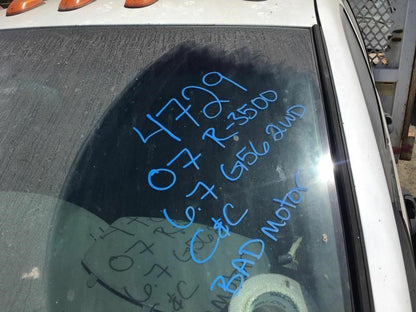 4729
07 R-3500
6.7 G56 2WD
C&C
BAD Motor